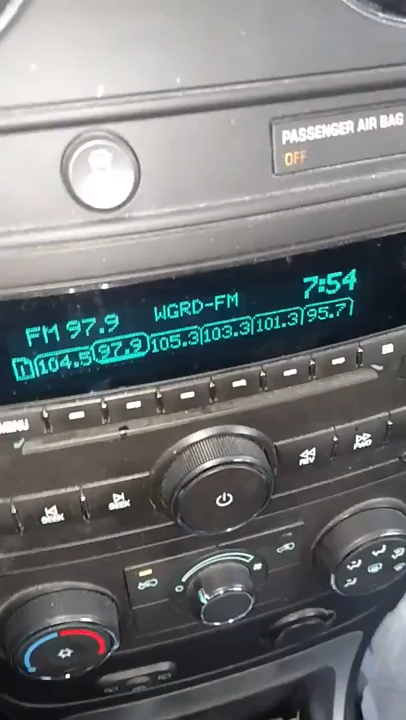 PASSENGER AIR BAG
OFF
7:54
FM 97.9 WGRD-FM
1 104.5 97.9 105.3 103.3 101.3 95.7
MENU
REV FWD
SEEK SEEK